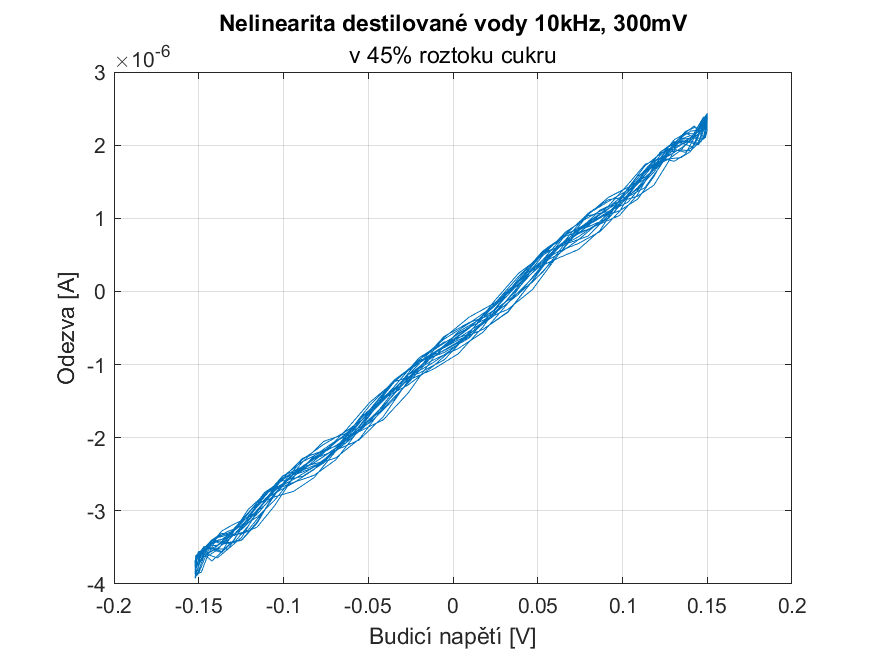 Nelinearita destilované vody 10kHz, 300mV
v 45% roztoku cukru
×10-6
3
2
1
0
-1
-2
-3
-4
Odezva [A]
-0.2 -0.15 -0.1 -0.05 0 0.05 0.1 0.15 0.2
Budicí napětí [V]